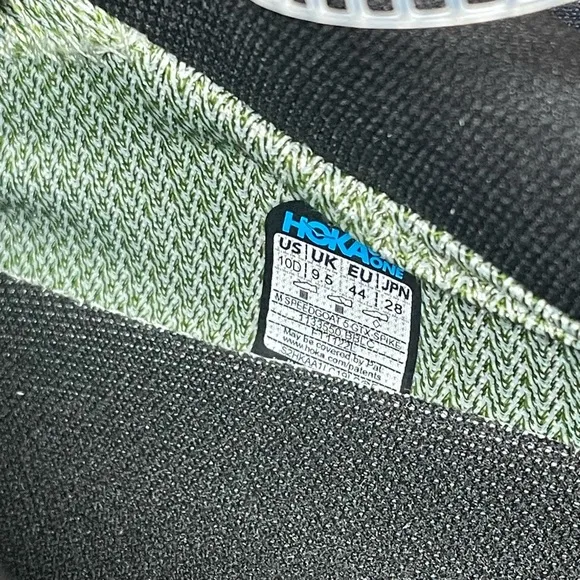 HOKA
ONE
US UK EU JPN
10D 9.5 44 28
M SPEEDGOAT 5 GTX SPIKE
May be covered by Pat.
www.hoka.com/patents